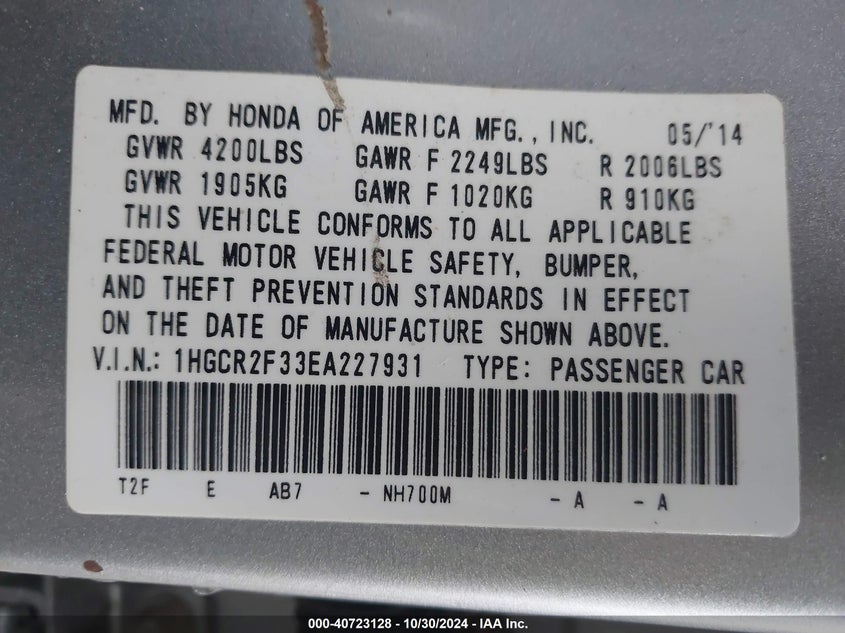 MFD. BY HONDA OF AMERICA MFG., INC. 05/'14
GVWR 4200LBS GAWR F 2249LBS R 2006LBS
GVWR 1905KG GAWR F 1020KG R 910KG
THIS VEHICLE CONFORMS TO ALL APPLICABLE
FEDERAL MOTOR VEHICLE SAFETY, BUMPER,
AND THEFT PREVENTION STANDARDS IN EFFECT
ON THE DATE OF MANUFACTURE SHOWN ABOVE.
V.I.N.: 1HGCR2F33EA227931 TYPE: PASSENGER CAR
T2F E AB7 - NH700M - A - A
000-40723128 - 10/30/2024 - IAA Inc.